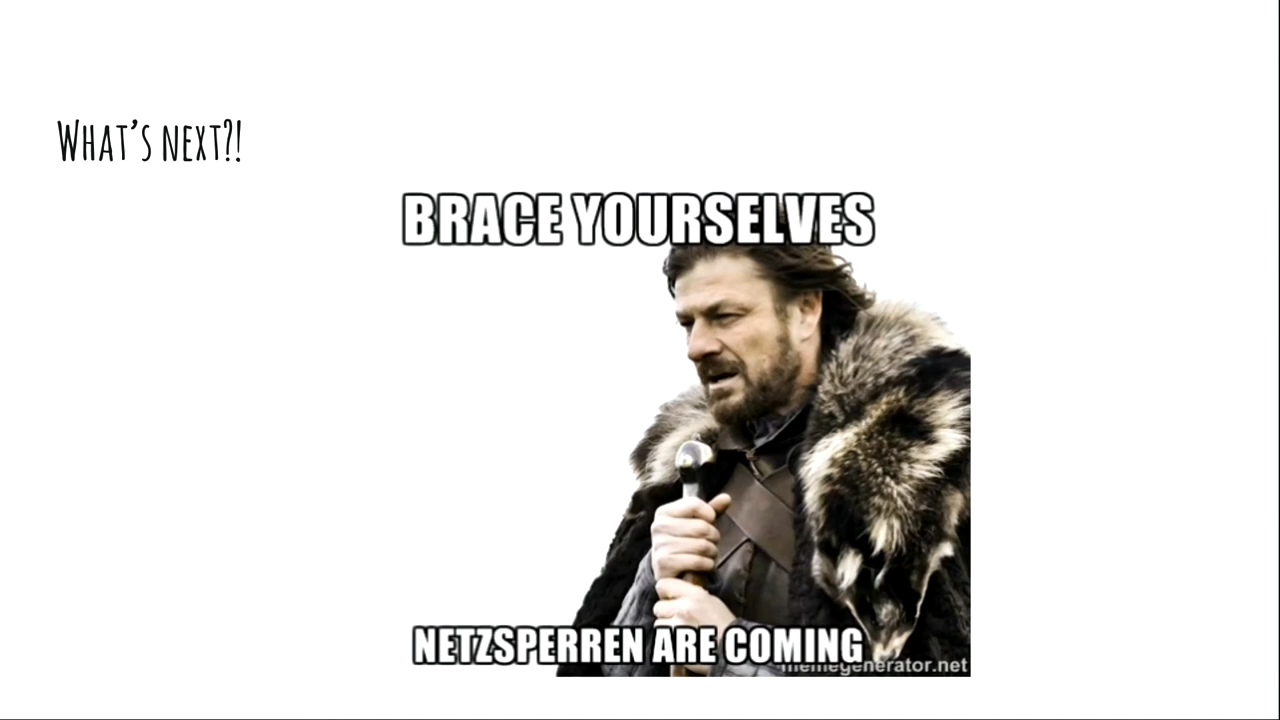 What's next?!
BRACE YOURSELVES
NETZSPERREN ARE COMING
memegenerator.net